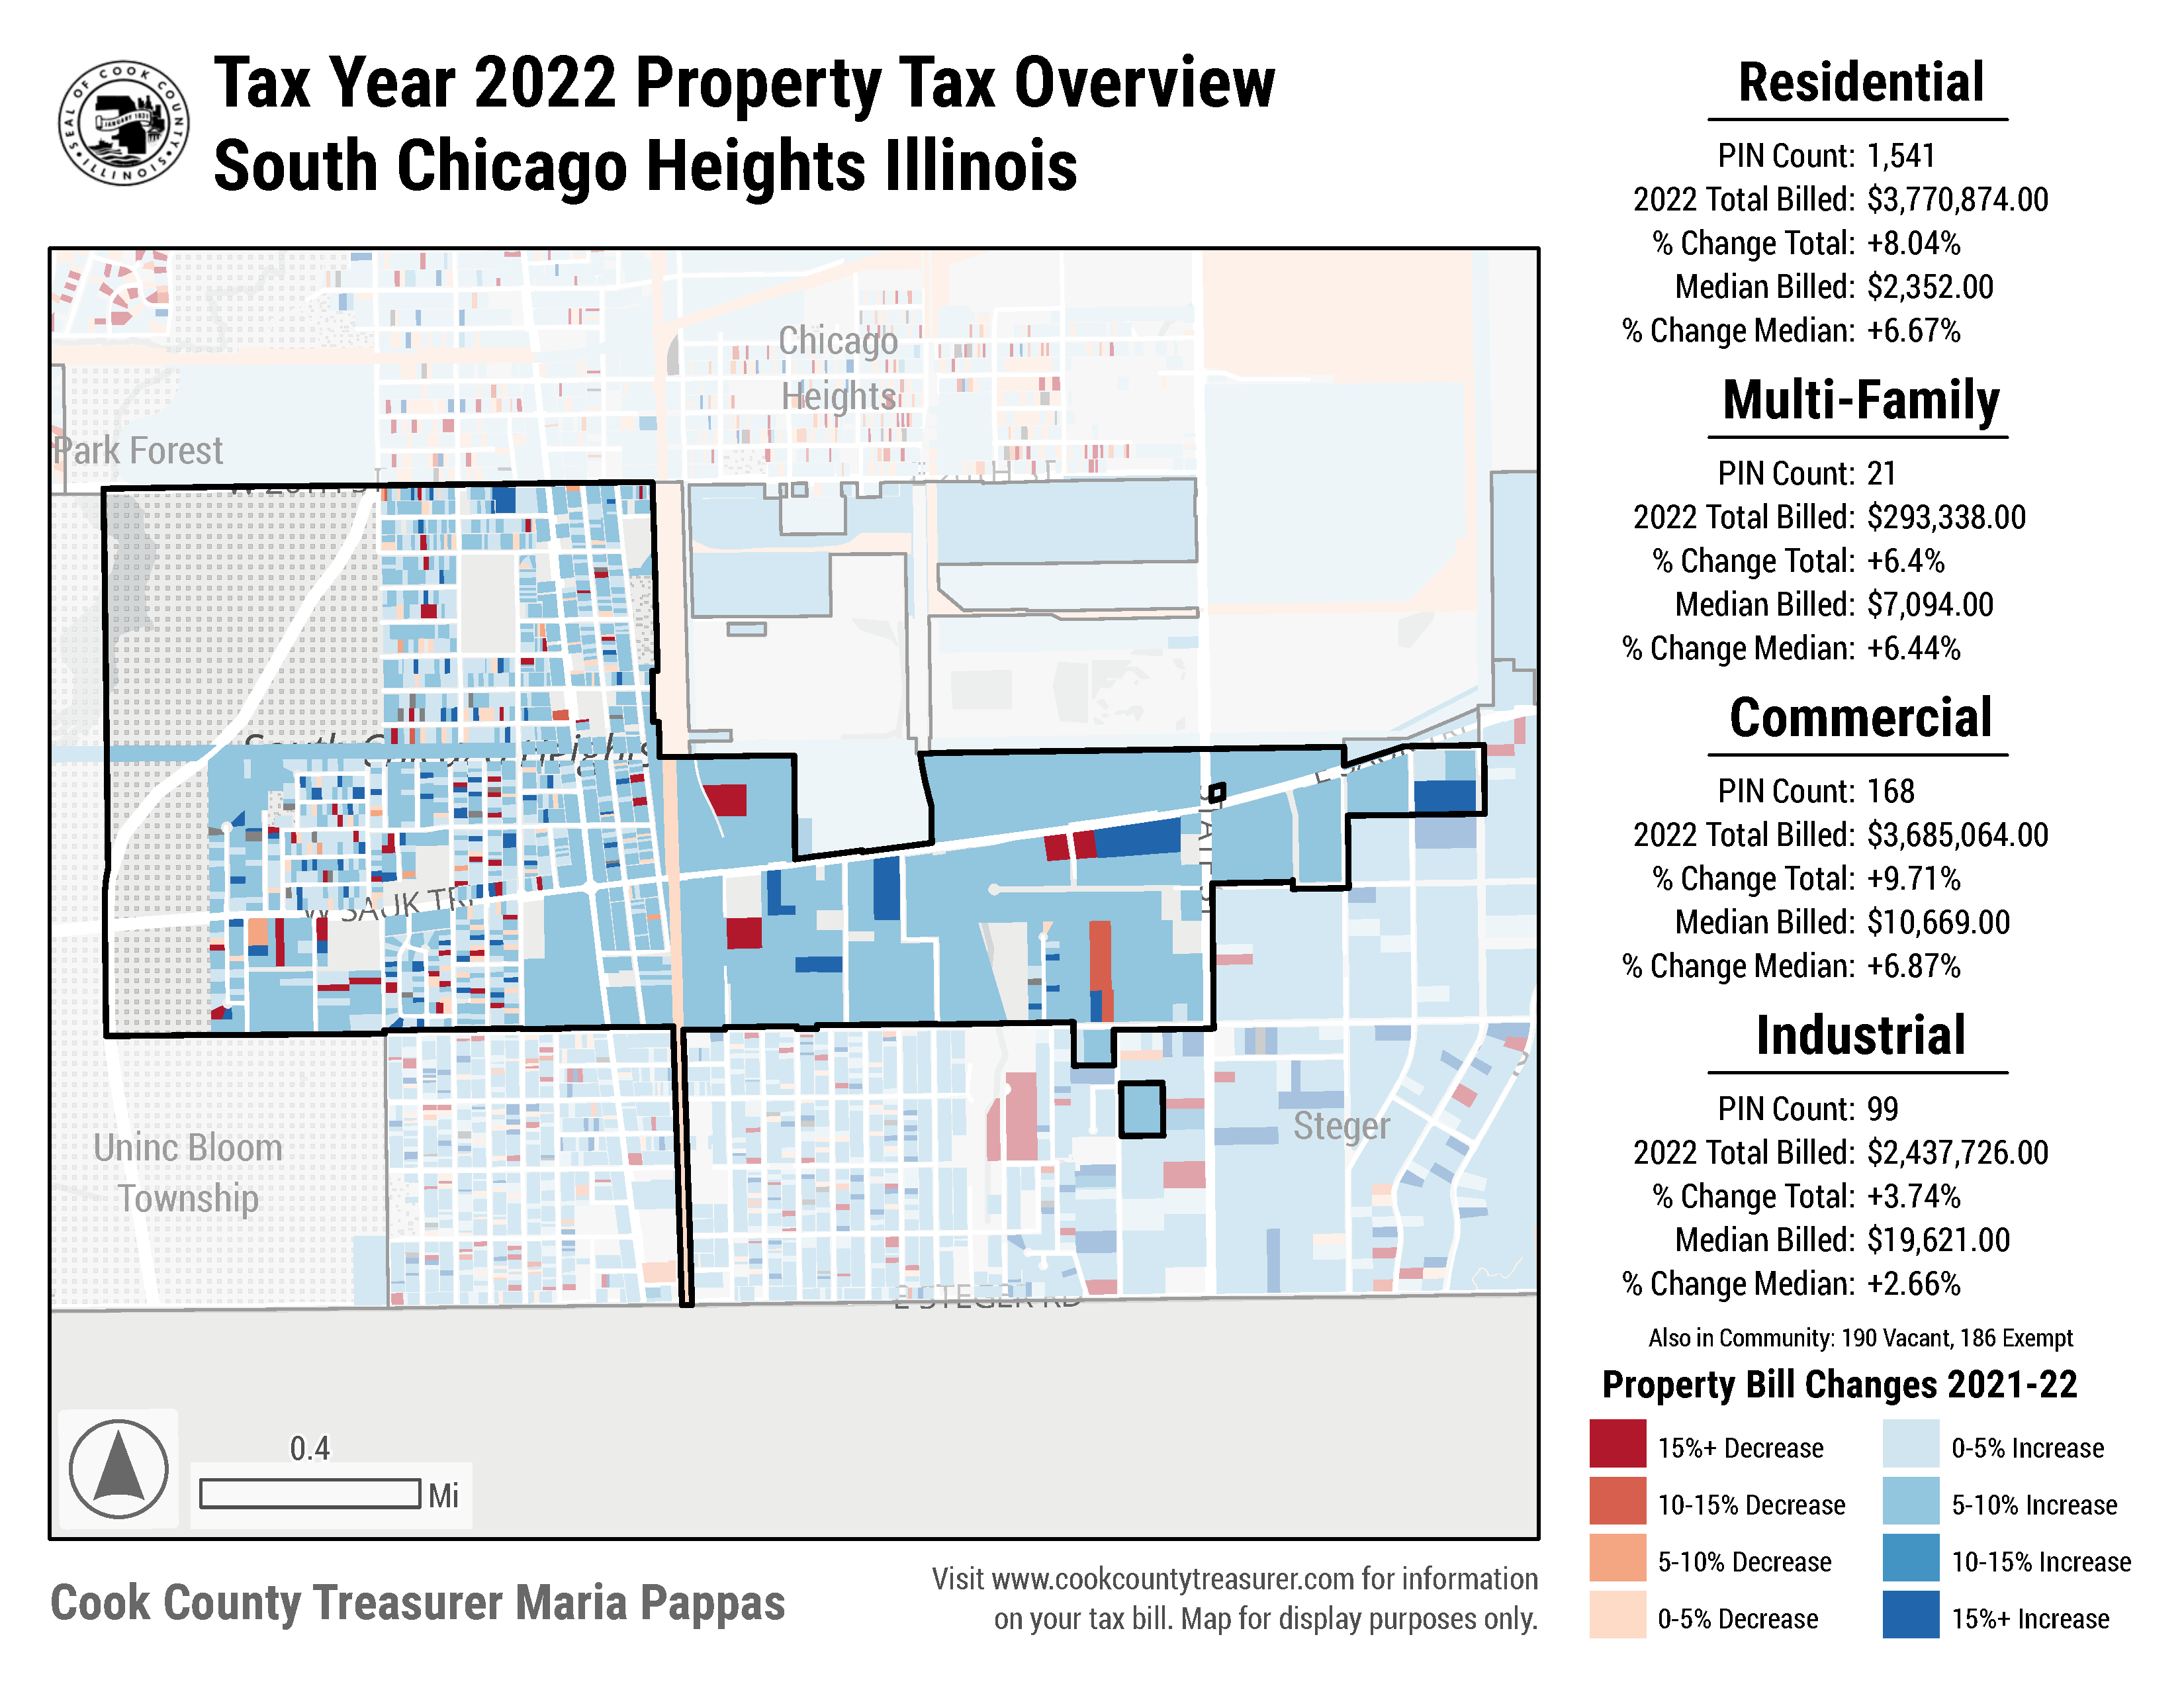 SEAL OF COOK COUNTY
ILLINOIS
JANUARY 1831
Tax Year 2022 Property Tax Overview
South Chicago Heights Illinois
Chicago
Heights
Park Forest
South Chicago Heights
W SAUK TRL
Steger
Uninc Bloom
Township
E STEGER RD
0.4
Mi
Cook County Treasurer Maria Pappas
Visit www.cookcountytreasurer.com for information
on your tax bill. Map for display purposes only.
Residential
PIN Count: 1,541
2022 Total Billed: $3,770,874.00
% Change Total: +8.04%
Median Billed: $2,352.00
% Change Median: +6.67%
Multi-Family
PIN Count: 21
2022 Total Billed: $293,338.00
% Change Total: +6.4%
Median Billed: $7,094.00
% Change Median: +6.44%
Commercial
PIN Count: 168
2022 Total Billed: $3,685,064.00
% Change Total: +9.71%
Median Billed: $10,669.00
% Change Median: +6.87%
Industrial
PIN Count: 99
2022 Total Billed: $2,437,726.00
% Change Total: +3.74%
Median Billed: $19,621.00
% Change Median: +2.66%
Also in Community: 190 Vacant, 186 Exempt
Property Bill Changes 2021-22
15%+ Decrease
10-15% Decrease
5-10% Decrease
0-5% Decrease
0-5% Increase
5-10% Increase
10-15% Increase
15%+ Increase